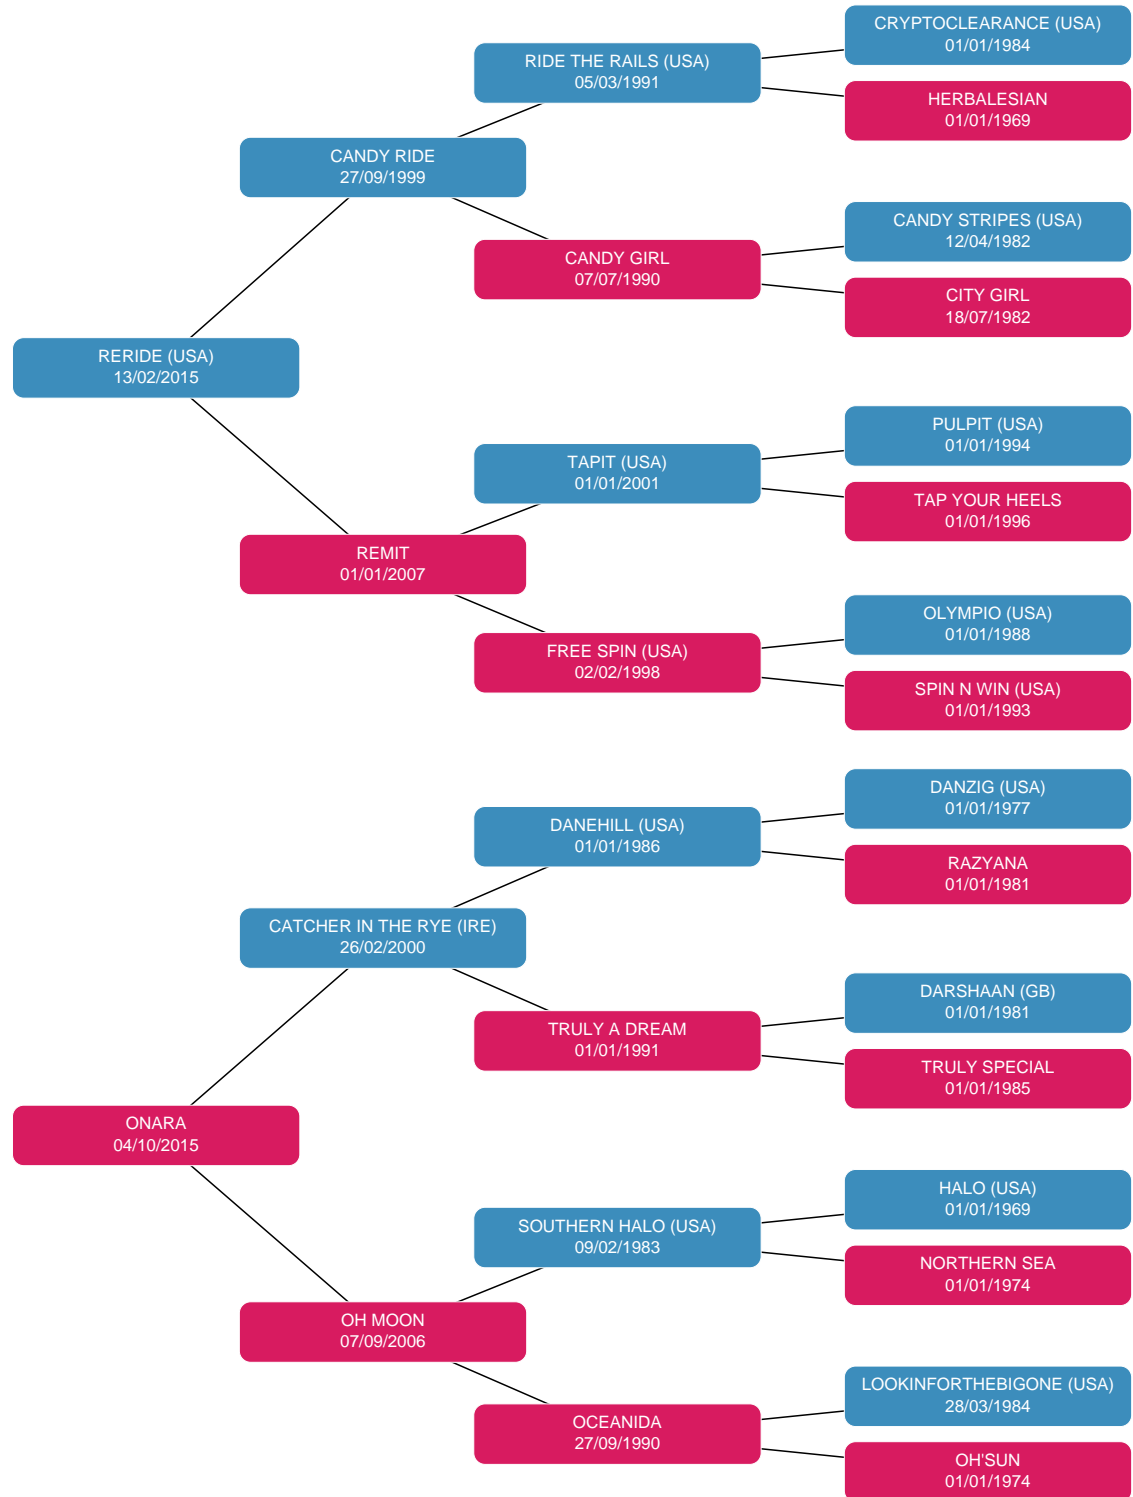 CRYPTOCLEARANCE (USA)
01/01/1984
RIDE THE RAILS (USA)
05/03/1991
HERBALESIAN
01/01/1969
CANDY RIDE
27/09/1999
CANDY STRIPES (USA)
12/04/1982
CANDY GIRL
07/07/1990
CITY GIRL
18/07/1982
RERIDE (USA)
13/02/2015
PULPIT (USA)
01/01/1994
TAPIT (USA)
01/01/2001
TAP YOUR HEELS
01/01/1996
REMIT
01/01/2007
OLYMPIO (USA)
01/01/1988
FREE SPIN (USA)
02/02/1998
SPIN N WIN (USA)
01/01/1993
DANZIG (USA)
01/01/1977
DANEHILL (USA)
01/01/1986
RAZYANA
01/01/1981
CATCHER IN THE RYE (IRE)
26/02/2000
DARSHAAN (GB)
01/01/1981
TRULY A DREAM
01/01/1991
TRULY SPECIAL
01/01/1985
ONARA
04/10/2015
HALO (USA)
01/01/1969
SOUTHERN HALO (USA)
09/02/1983
NORTHERN SEA
01/01/1974
OH MOON
07/09/2006
LOOKINFORTHEBIGONE (USA)
28/03/1984
OCEANIDA
27/09/1990
OH'SUN
01/01/1974